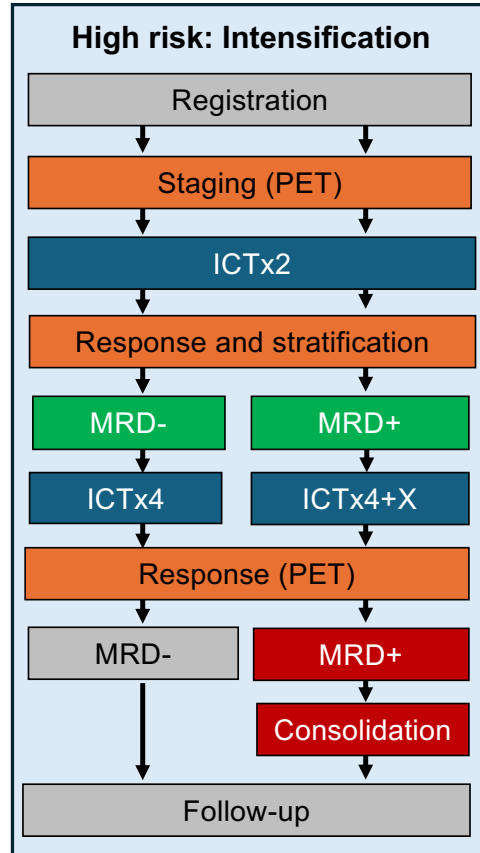 High risk: Intensification
Registration
Staging (PET)
ICTx2
Response and stratification
MRD-
MRD+
ICTx4
ICTx4+X
Response (PET)
MRD-
MRD+
Consolidation
Follow-up